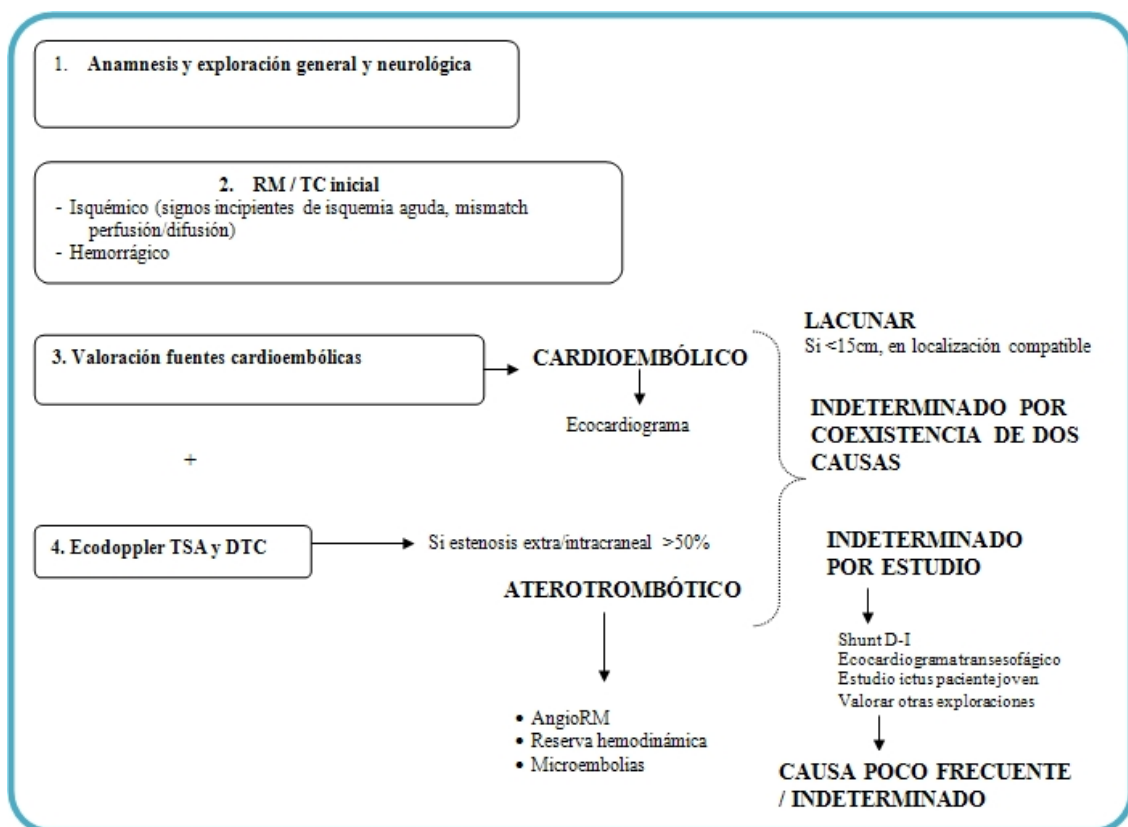 1. Anamnesis y exploración general y neurológica
2. RM / TC inicial
- Isquémico (signos incipientes de isquemia aguda, mismatch
perfusión/difusión)
- Hemorrágico
3. Valoración fuentes cardioembólicas
CARDIOEMBÓLICO
Ecocardiograma
+
4. Ecodoppler TSA y DTC
Si estenosis extra/intracraneal >50%
ATEROTROMBÓTICO
• AngioRM
• Reserva hemodinámica
• Microembolias
LACUNAR
Si <15cm, en localización compatible
INDETERMINADO POR
COEXISTENCIA DE DOS
CAUSAS
INDETERMINADO
POR ESTUDIO
Shunt D-I
Ecocardiograma transesofágico
Estudio ictus paciente joven
Valorar otras exploraciones
CAUSA POCO FRECUENTE
/ INDETERMINADO